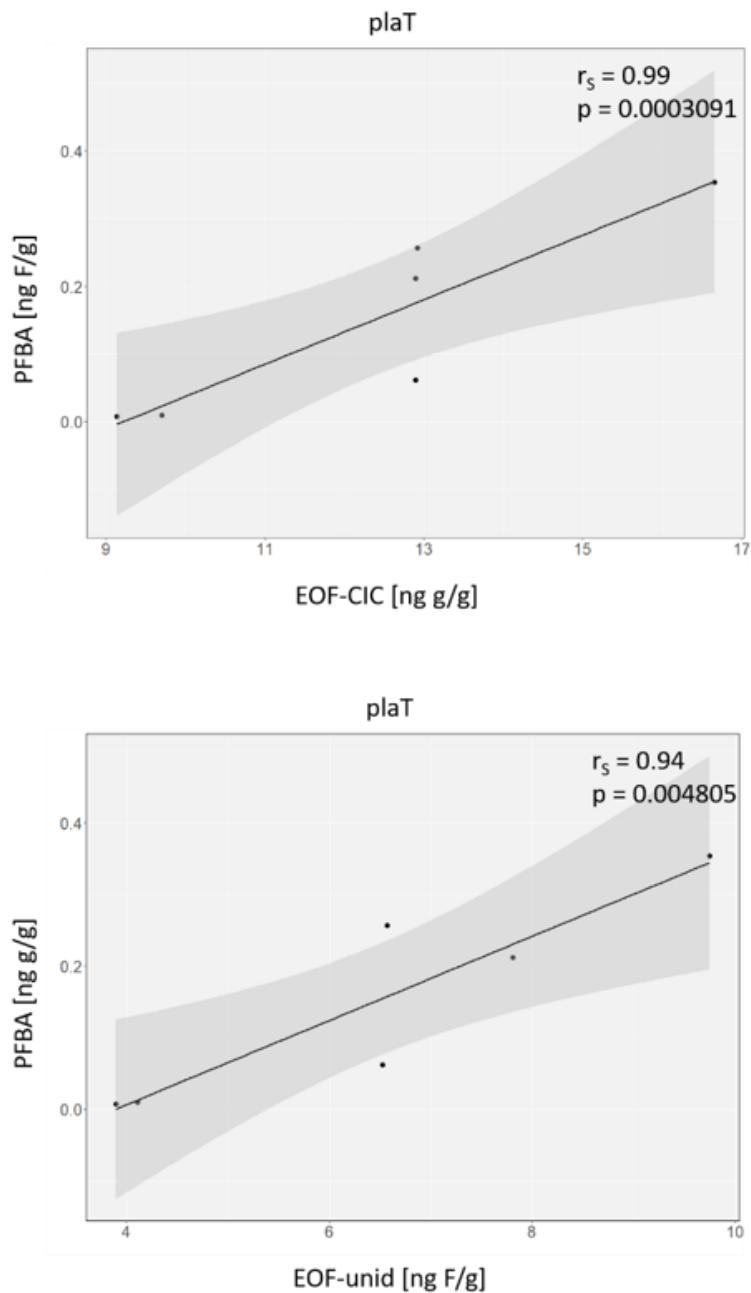 plaT
r_S = 0.99
p = 0.0003091
0.4
0.2
0.0
PFBA [ng F/g]
9 11 13 15 17
EOF-CIC [ng g/g]
plaT
r_S = 0.94
p = 0.004805
0.4
0.2
0.0
PFBA [ng g/g]
4 6 8 10
EOF-unid [ng F/g]